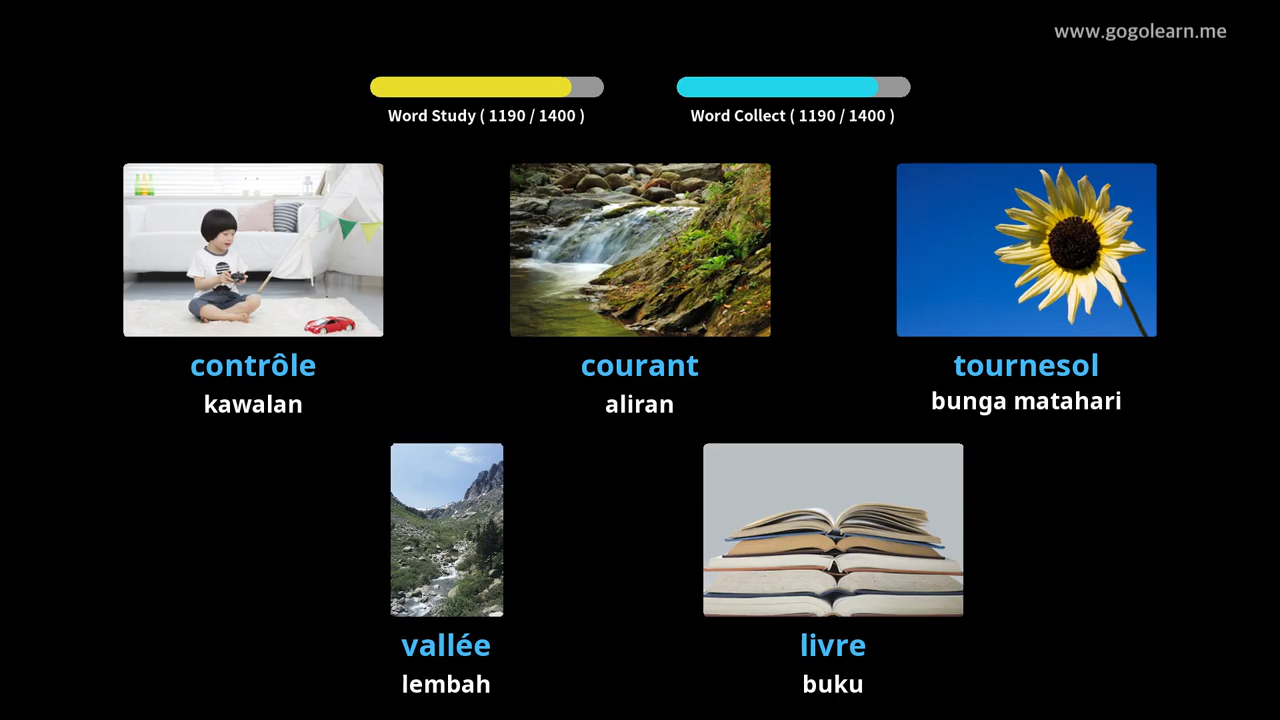 www.gogolearn.me
Word Study ( 1190 / 1400 )
Word Collect ( 1190 / 1400 )
contrôle
kawalan
courant
aliran
tournesol
bunga matahari
vallée
lembah
livre
buku